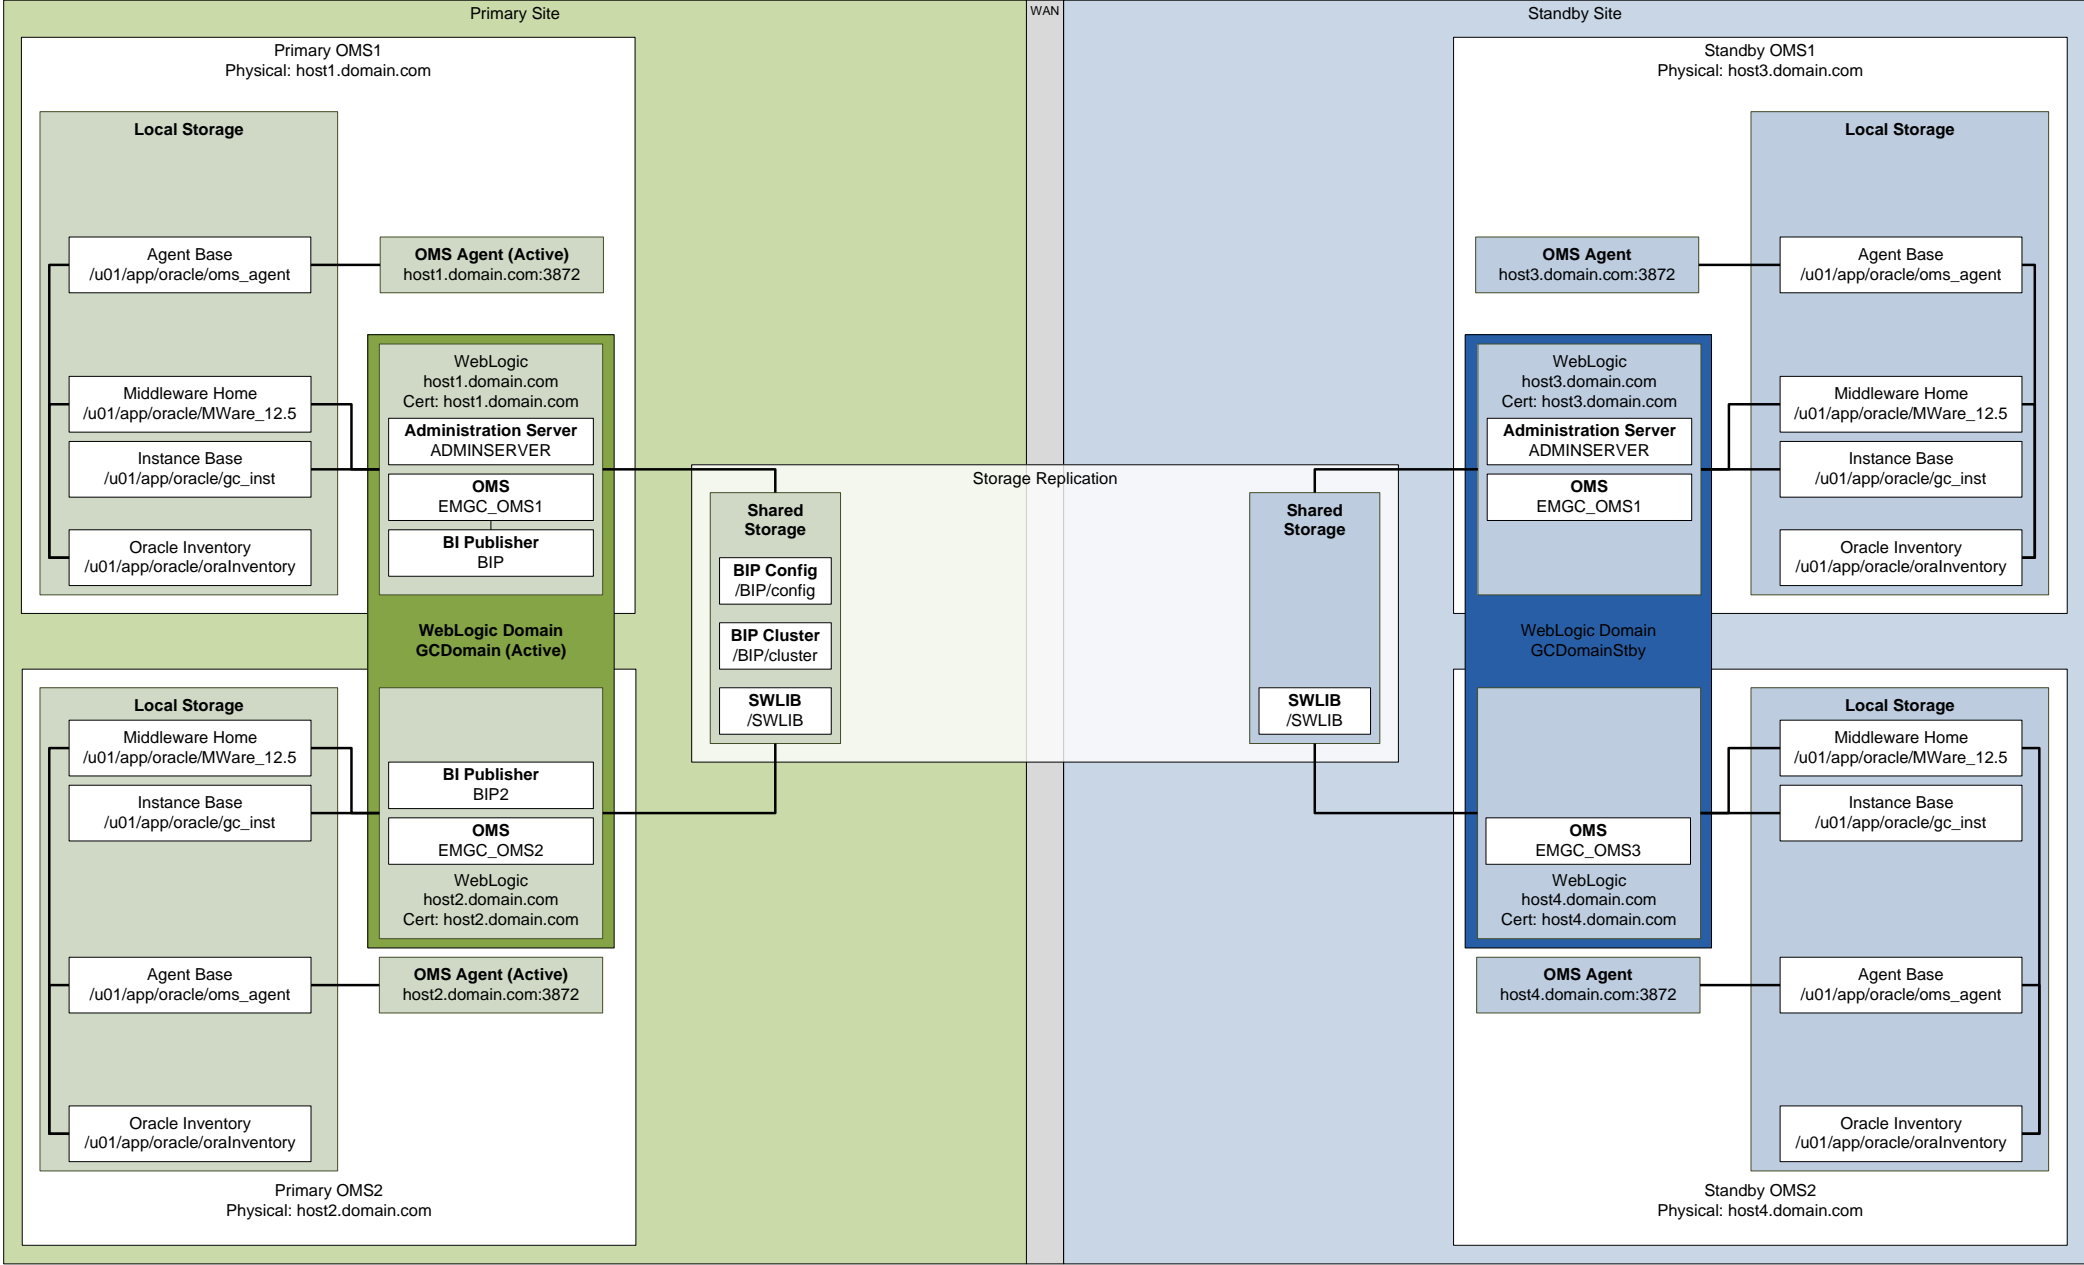 Primary Site
WAN
Standby Site
Primary OMS1
Physical: host1.domain.com
Local Storage
Agent Base
/u01/app/oracle/oms_agent
OMS Agent (Active)
host1.domain.com:3872
Middleware Home
/u01/app/oracle/MWare_12.5
Instance Base
/u01/app/oracle/gc_inst
Oracle Inventory
/u01/app/oracle/oraInventory
WebLogic
host1.domain.com
Cert: host1.domain.com
Administration Server
ADMINSERVER
OMS
EMGC_OMS1
BI Publisher
BIP
WebLogic Domain
GCDomain (Active)
Local Storage
Middleware Home
/u01/app/oracle/MWare_12.5
Instance Base
/u01/app/oracle/gc_inst
BI Publisher
BIP2
OMS
EMGC_OMS2
WebLogic
host2.domain.com
Cert: host2.domain.com
Agent Base
/u01/app/oracle/oms_agent
OMS Agent (Active)
host2.domain.com:3872
Oracle Inventory
/u01/app/oracle/oraInventory
Primary OMS2
Physical: host2.domain.com
Storage Replication
Shared
Storage
BIP Config
/BIP/config
BIP Cluster
/BIP/cluster
SWLIB
/SWLIB
Shared
Storage
SWLIB
/SWLIB
Standby OMS1
Physical: host3.domain.com
Local Storage
OMS Agent
host3.domain.com:3872
Agent Base
/u01/app/oracle/oms_agent
WebLogic
host3.domain.com
Cert: host3.domain.com
Administration Server
ADMINSERVER
OMS
EMGC_OMS1
Middleware Home
/u01/app/oracle/MWare_12.5
Instance Base
/u01/app/oracle/gc_inst
Oracle Inventory
/u01/app/oracle/oraInventory
WebLogic Domain
GCDomainStby
Local Storage
Middleware Home
/u01/app/oracle/MWare_12.5
Instance Base
/u01/app/oracle/gc_inst
OMS
EMGC_OMS3
WebLogic
host4.domain.com
Cert: host4.domain.com
OMS Agent
host4.domain.com:3872
Agent Base
/u01/app/oracle/oms_agent
Oracle Inventory
/u01/app/oracle/oraInventory
Standby OMS2
Physical: host4.domain.com